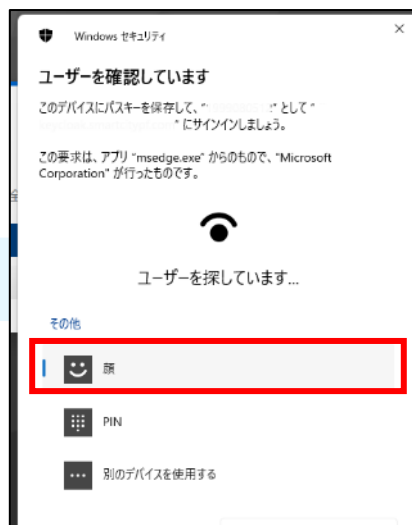 Windows セキュリティ
ユーザーを確認しています
このデバイスにパスキーを保存して、“ ” として “
” にサインインしましょう。
この要求は、アプリ “msedge.exe” からのもので、“Microsoft
Corporation” が行ったものです。
ユーザーを探しています...
その他
顔
PIN
別のデバイスを使用する